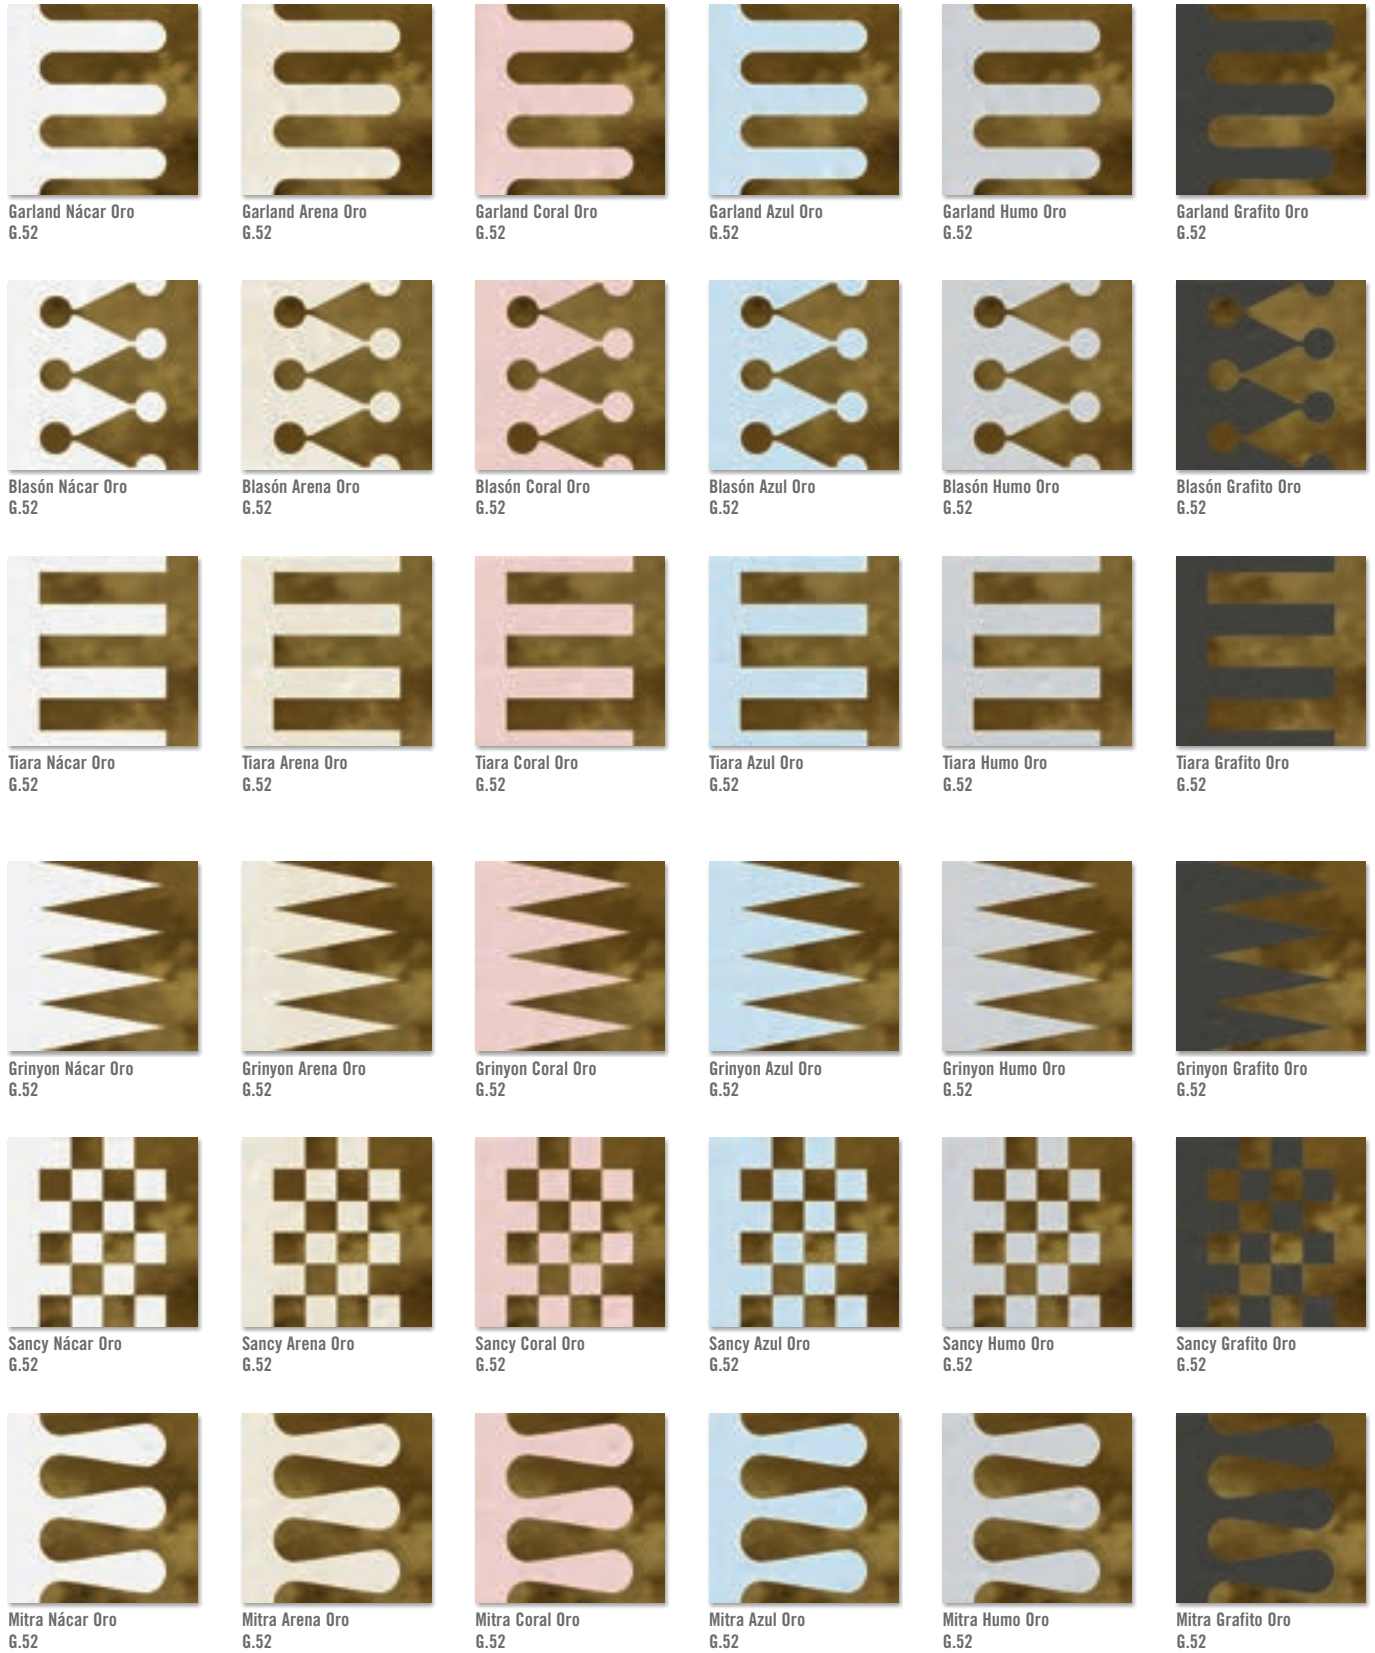 Garland Nácar Oro
G.52
Garland Arena Oro
G.52
Garland Coral Oro
G.52
Garland Azul Oro
G.52
Garland Humo Oro
G.52
Garland Grafito Oro
G.52
Blasón Nácar Oro
G.52
Blasón Arena Oro
G.52
Blasón Coral Oro
G.52
Blasón Azul Oro
G.52
Blasón Humo Oro
G.52
Blasón Grafito Oro
G.52
Tiara Nácar Oro
G.52
Tiara Arena Oro
G.52
Tiara Coral Oro
G.52
Tiara Azul Oro
G.52
Tiara Humo Oro
G.52
Tiara Grafito Oro
G.52
Grinyon Nácar Oro
G.52
Grinyon Arena Oro
G.52
Grinyon Coral Oro
G.52
Grinyon Azul Oro
G.52
Grinyon Humo Oro
G.52
Grinyon Grafito Oro
G.52
Sancy Nácar Oro
G.52
Sancy Arena Oro
G.52
Sancy Coral Oro
G.52
Sancy Azul Oro
G.52
Sancy Humo Oro
G.52
Sancy Grafito Oro
G.52
Mitra Nácar Oro
G.52
Mitra Arena Oro
G.52
Mitra Coral Oro
G.52
Mitra Azul Oro
G.52
Mitra Humo Oro
G.52
Mitra Grafito Oro
G.52